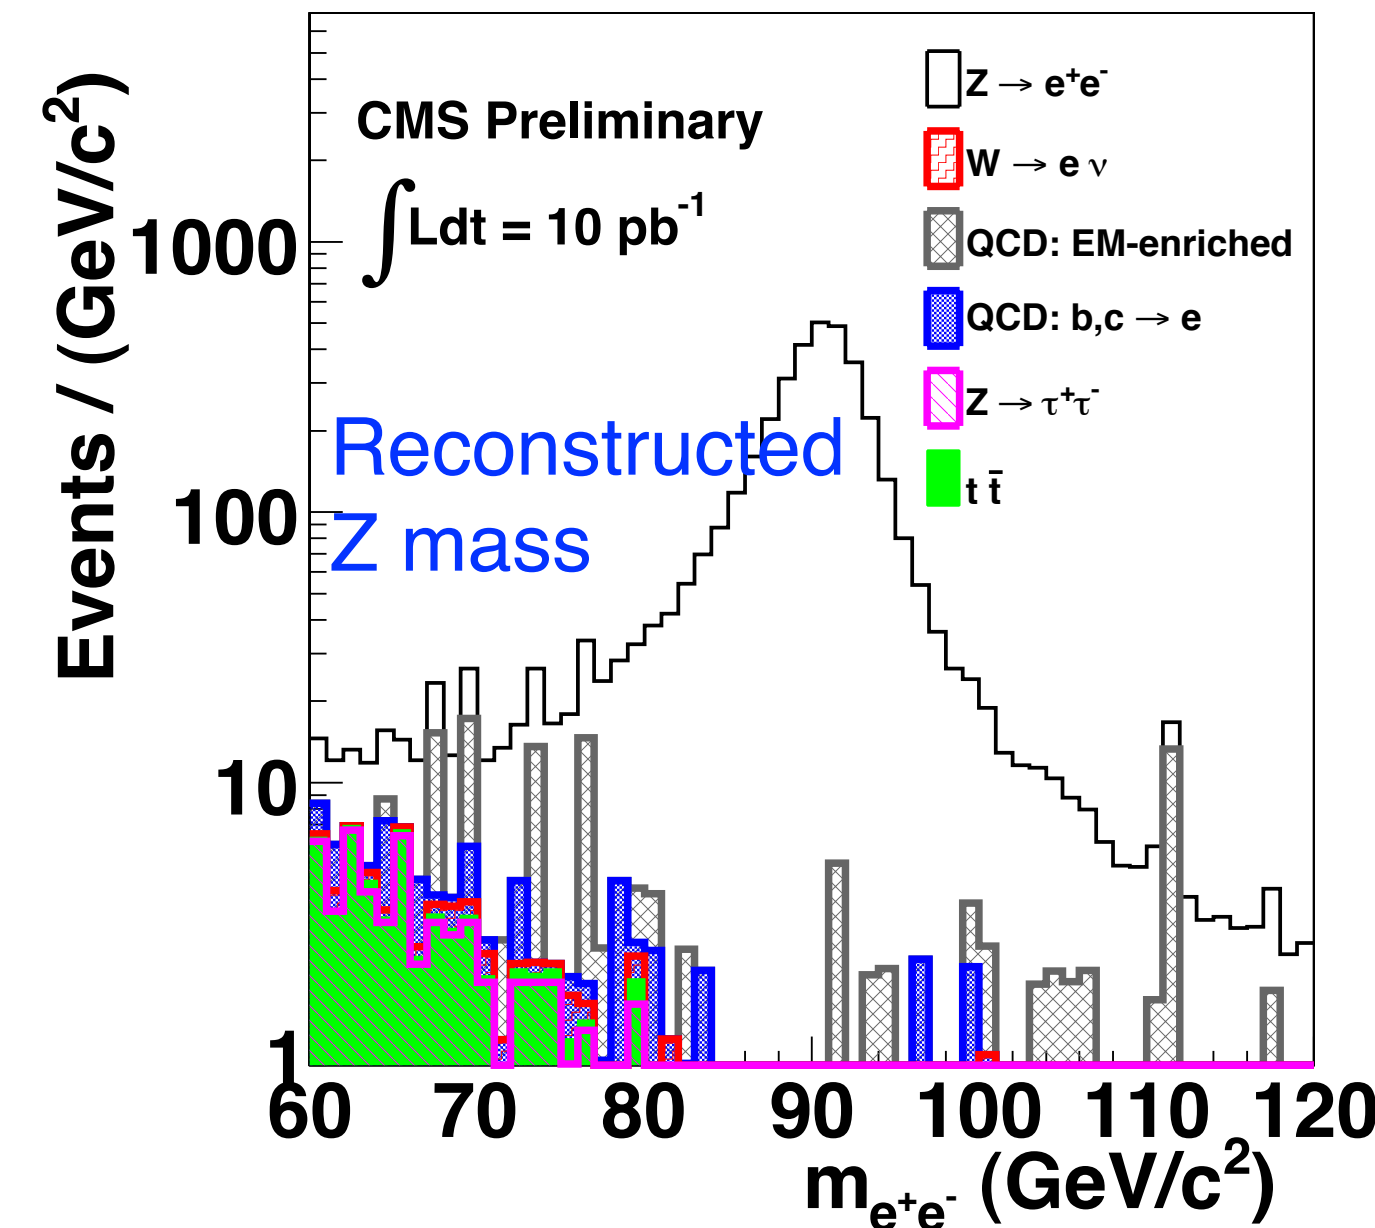 Events / (GeV/c²)
1000
100
10
1
CMS Preliminary
∫Ldt = 10 pb⁻¹
Reconstructed
Z mass
Z → e⁺e⁻
W → e ν
QCD: EM-enriched
QCD: b,c → e
Z → τ⁺τ⁻
t t̄
60 70 80 90 100 110 120
m_e⁺e⁻ (GeV/c²)